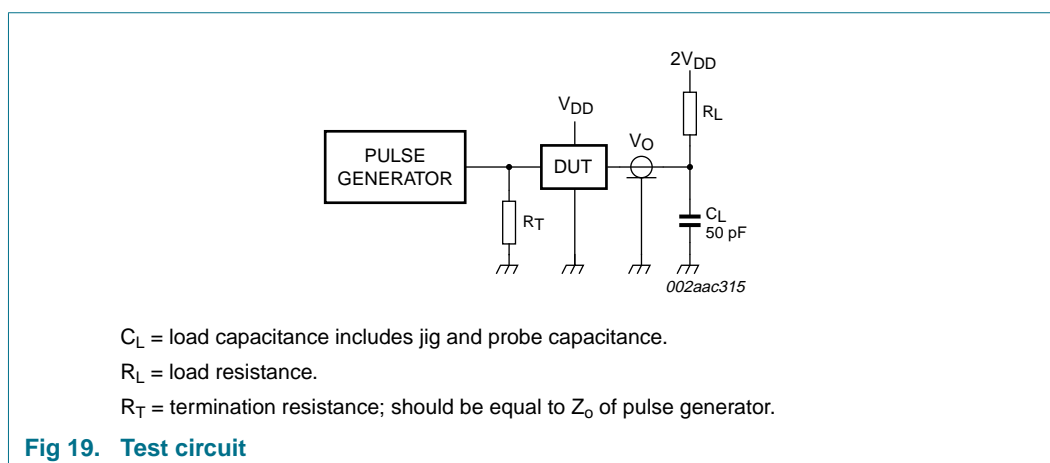 2VDD
RL
VDD
VO
PULSE
GENERATOR
DUT
RT
CL
50 pF
002aac315
CL = load capacitance includes jig and probe capacitance.
RL = load resistance.
RT = termination resistance; should be equal to Zo of pulse generator.
Fig 19. Test circuit